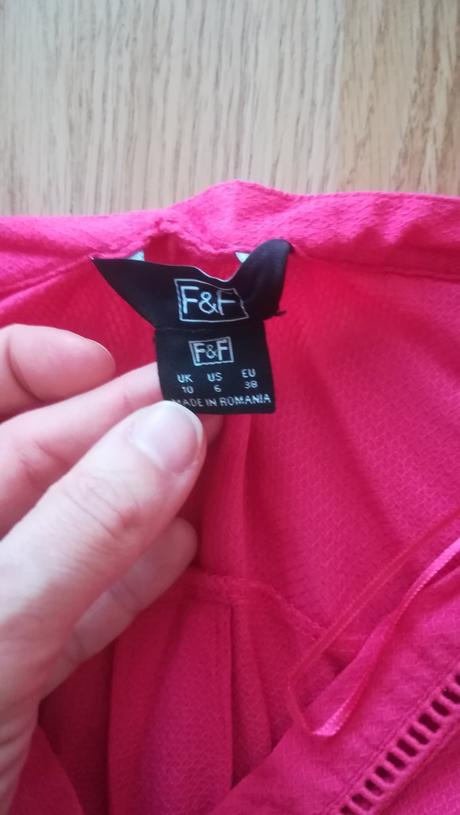 F&F
F&F
UK US EU
10 6 38
MADE IN ROMANIA